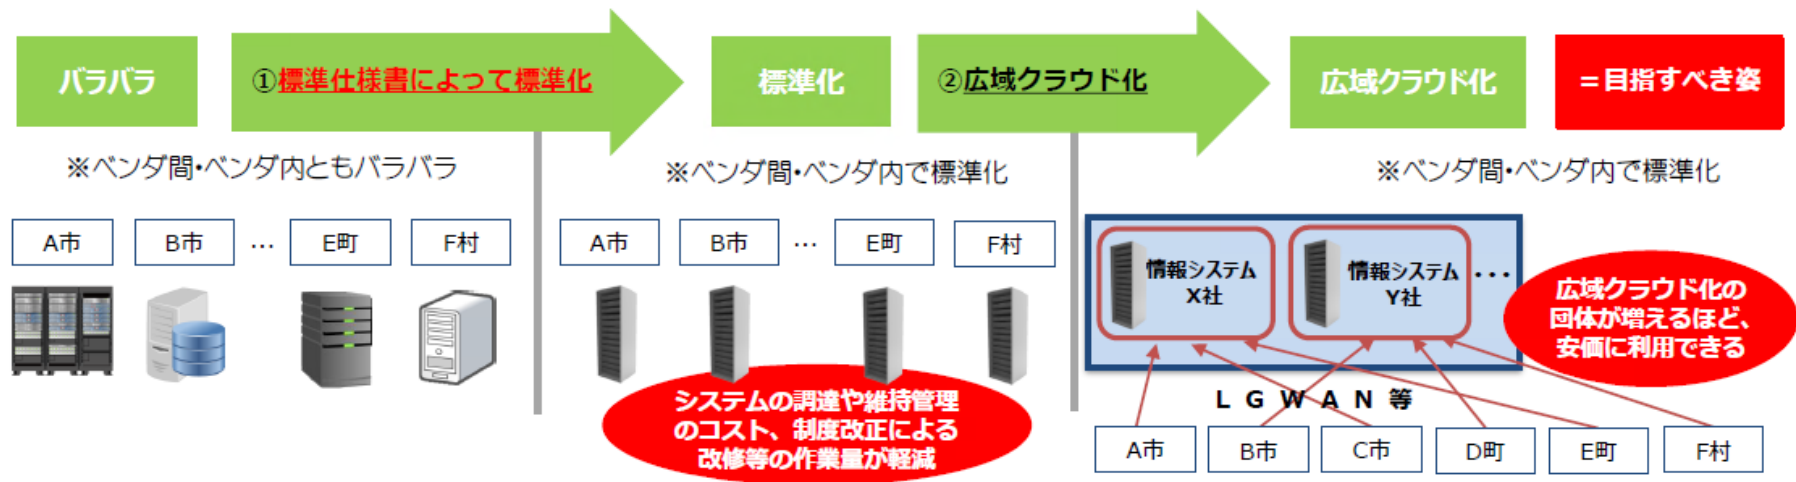 バラバラ
①標準仕様書によって標準化
標準化
②広域クラウド化
広域クラウド化
＝目指すべき姿
※ベンダ間・ベンダ内ともバラバラ
※ベンダ間・ベンダ内で標準化
※ベンダ間・ベンダ内で標準化
A市
B市
…
E町
F村
A市
B市
…
E町
F村
情報システム
X社
情報システム
Y社
・・・
広域クラウド化の
団体が増えるほど、
安価に利用できる
システムの調達や維持管理
のコスト、制度改正による
改修等の作業量が軽減
LGWAN等
A市
B市
C市
D町
E町
F村